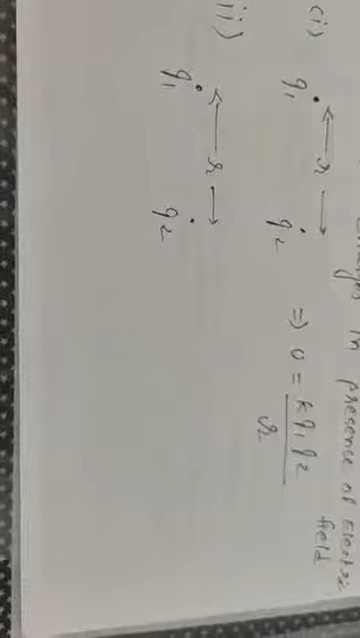 in presence of Electric
field
(i) q₁ <— r —> q₂ => U = kq₁q₂ / r
ii) q₁ <— r —> q₂